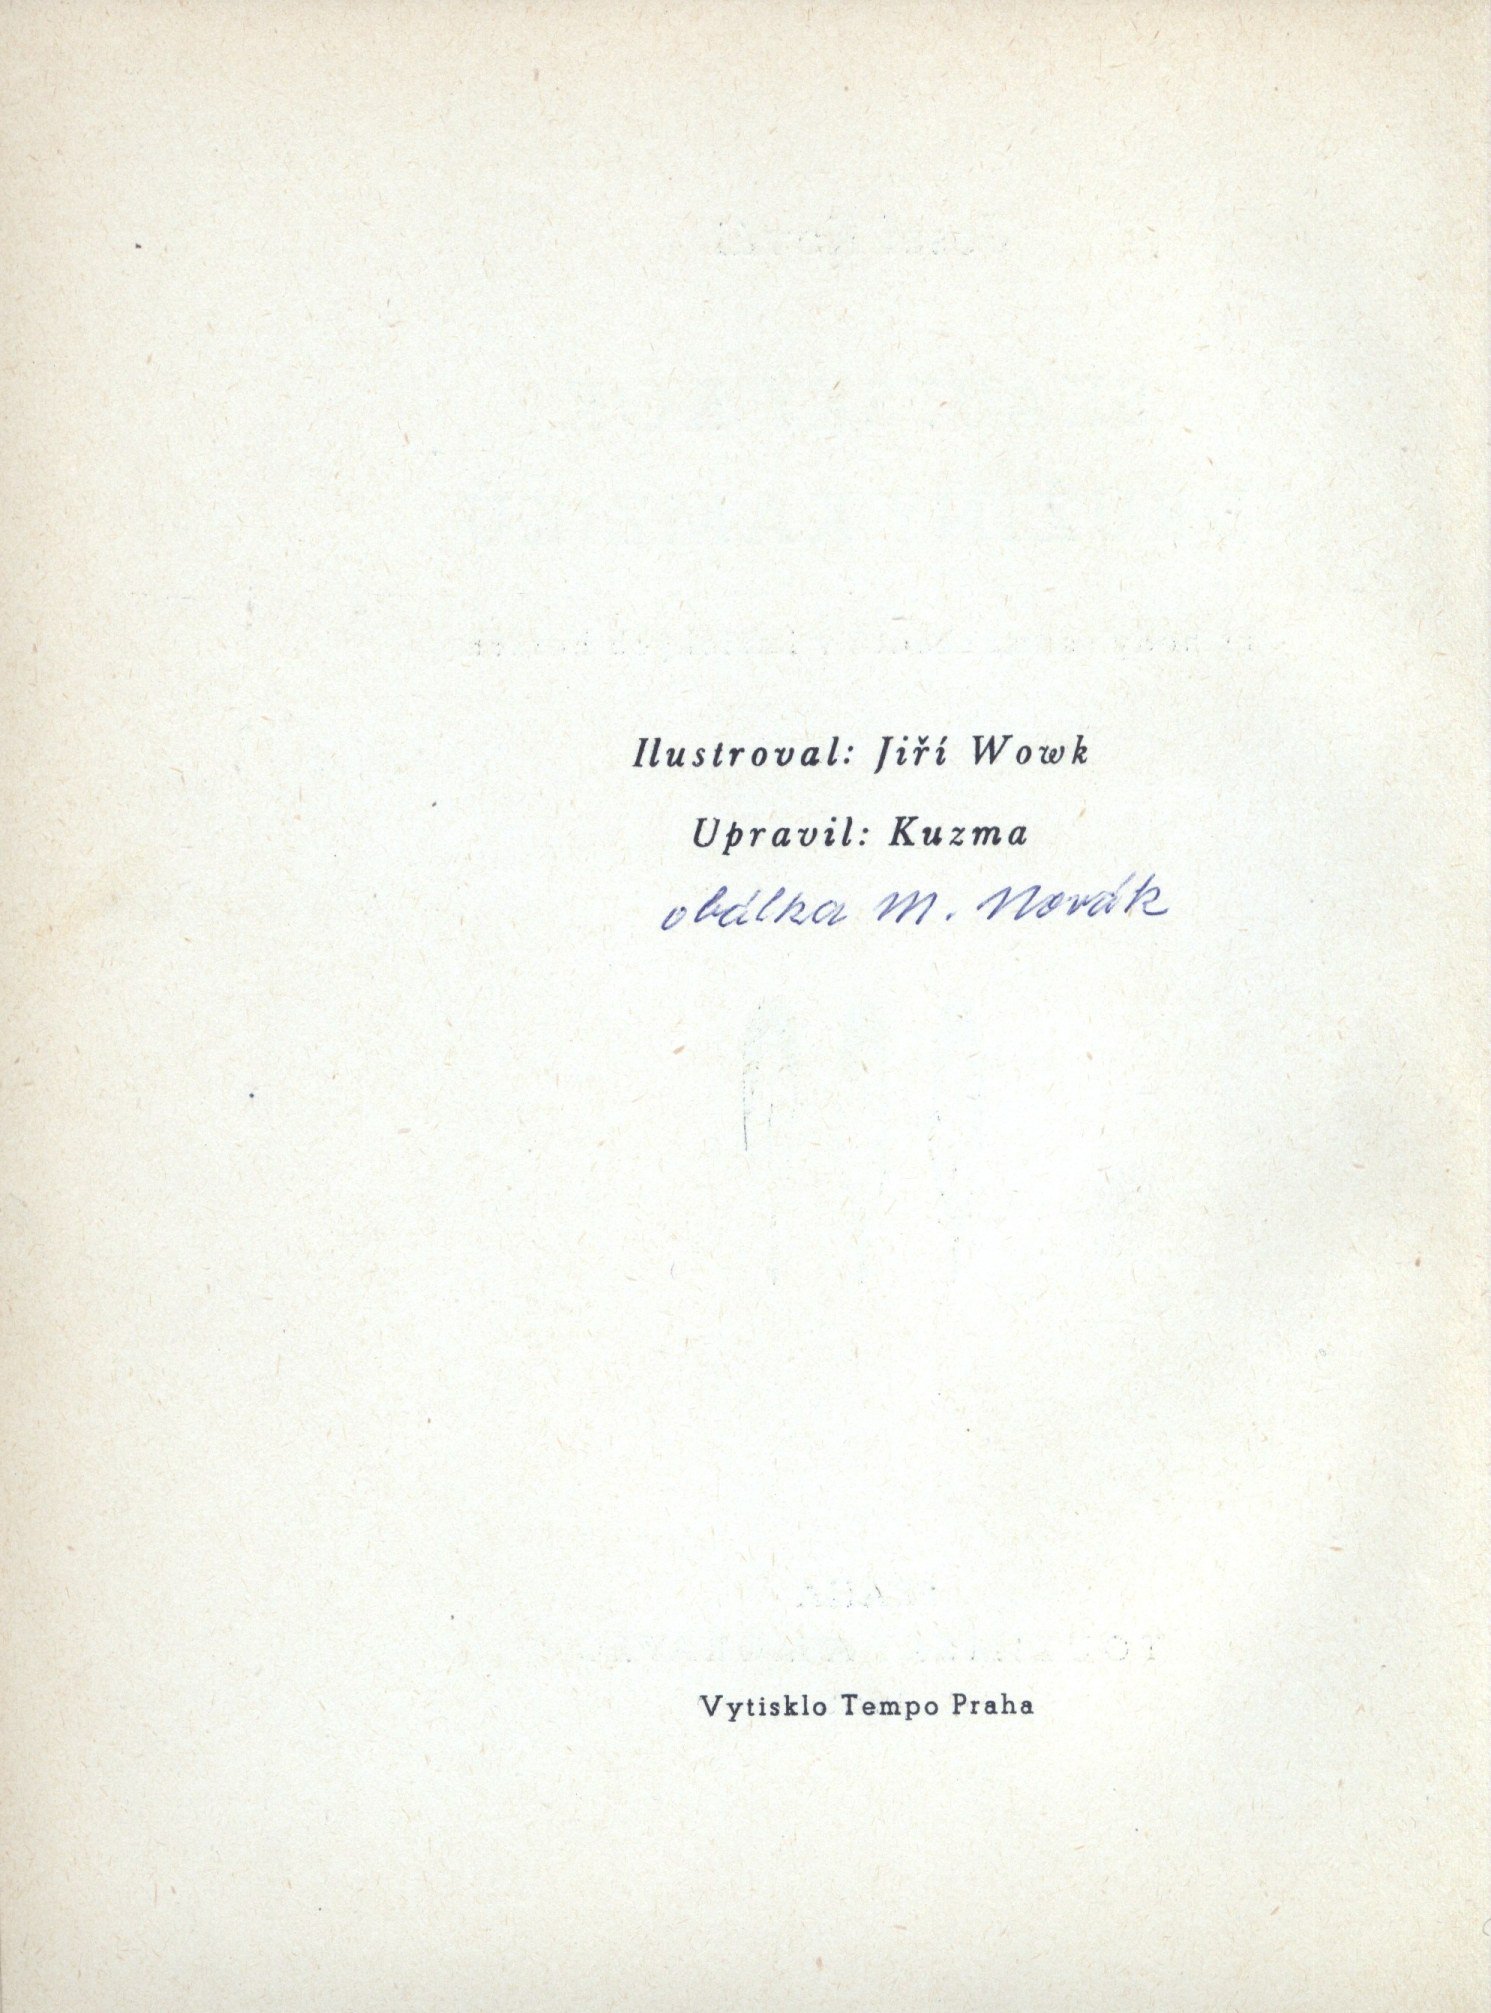 Ilustroval: Jiří Wowk
Upravil: Kuzma
obálka M. Novák
Vytisklo Tempo Praha